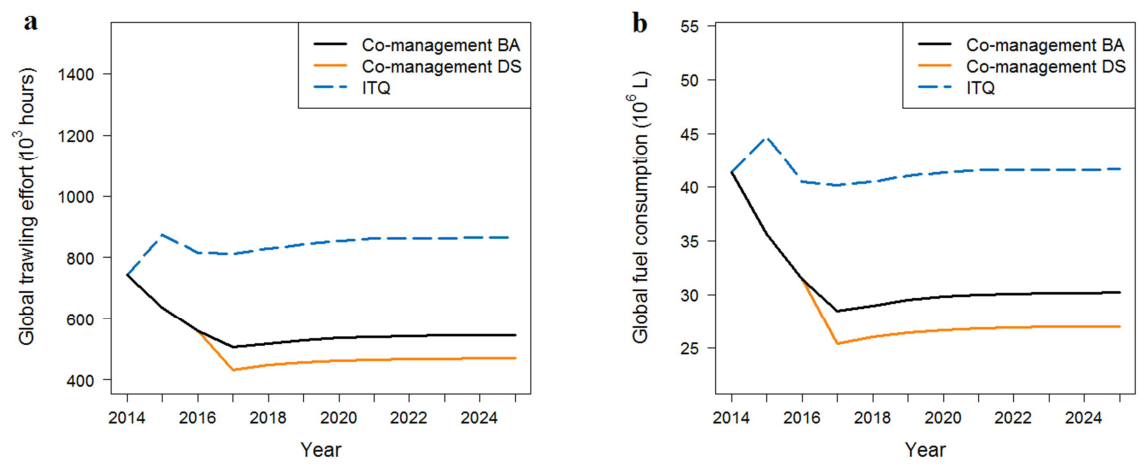 a
Co-management BA
Co-management DS
ITQ
Global trawling effort (10³ hours)
1400
1200
1000
800
600
400
2014 2016 2018 2020 2022 2024
Year
b
Co-management BA
Co-management DS
ITQ
Global fuel consumption (10⁶ L)
55
50
45
40
35
30
25
2014 2016 2018 2020 2022 2024
Year